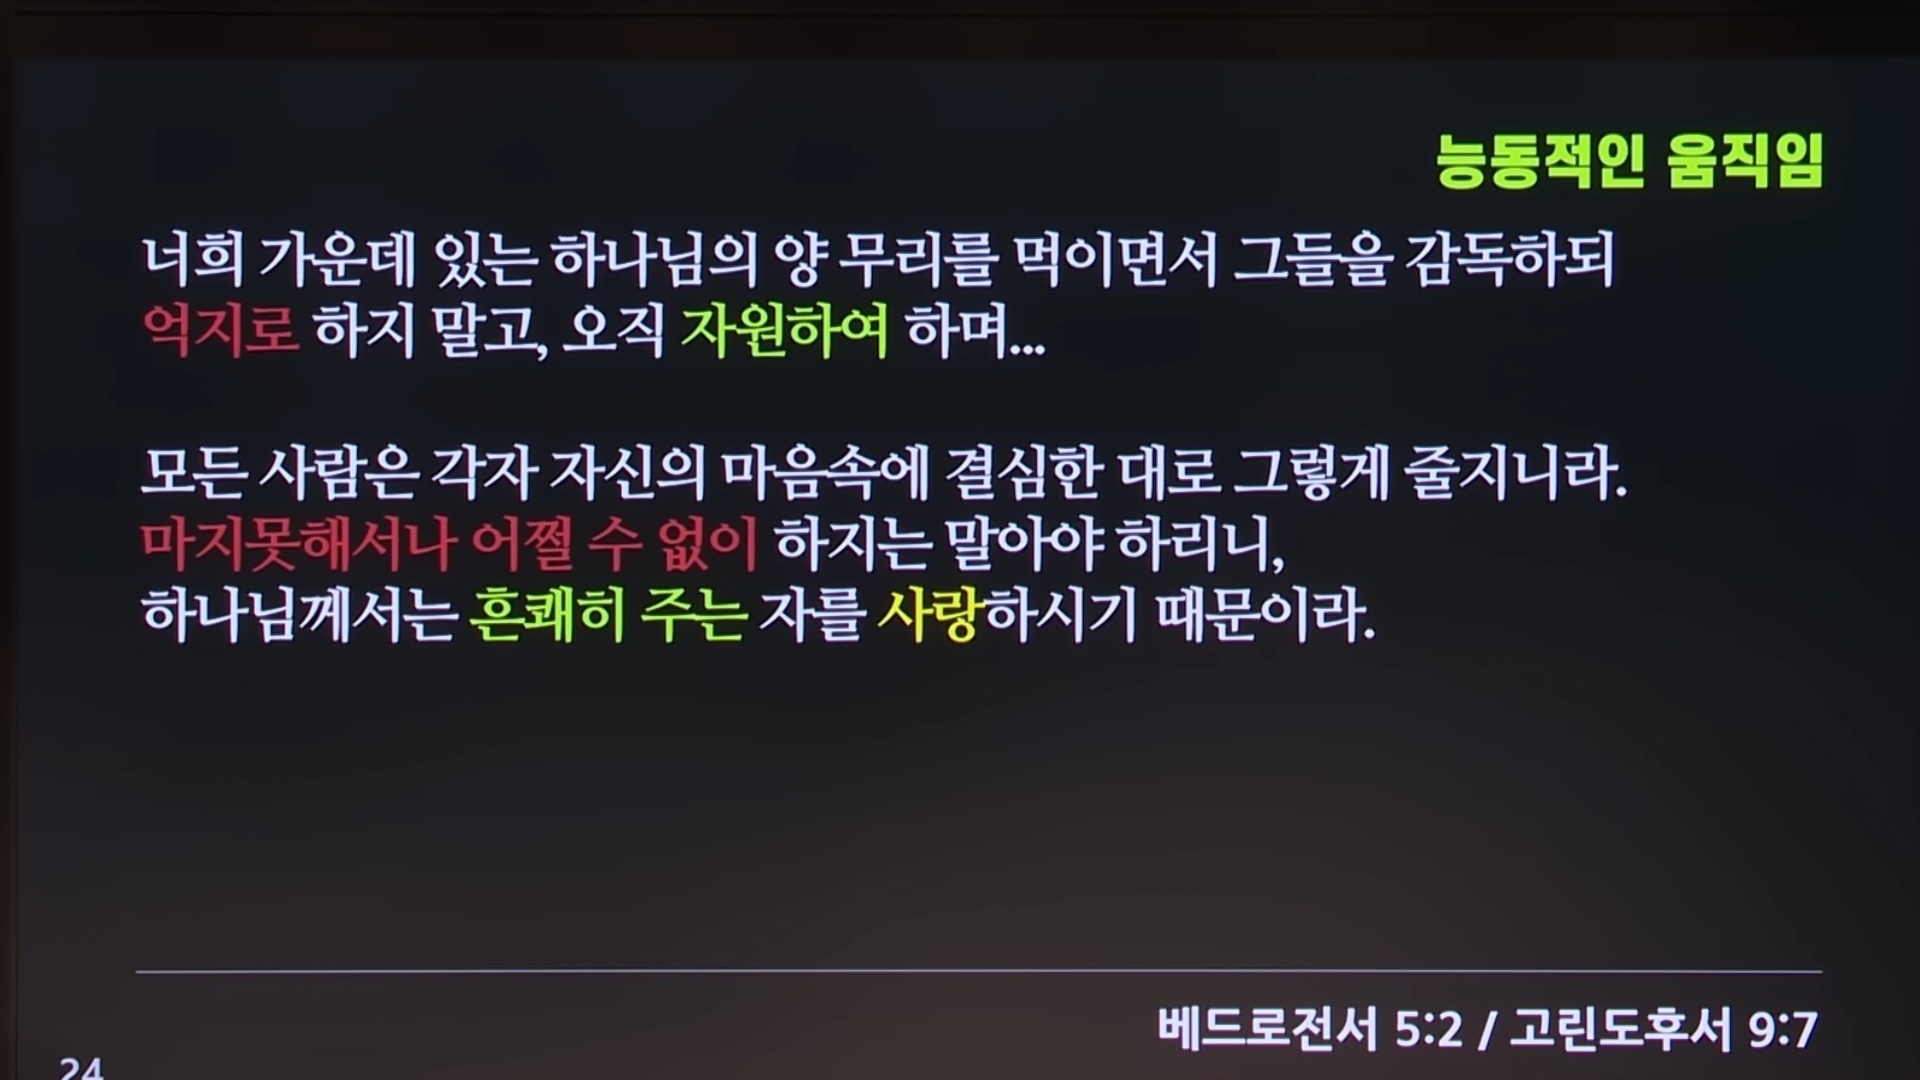 능동적인 움직임
너희 가운데 있는 하나님의 양 무리를 먹이면서 그들을 감독하되
억지로 하지 말고, 오직 자원하여 하며...
모든 사람은 각자 자신의 마음속에 결심한 대로 그렇게 줄지니라.
마지못해서나 어쩔 수 없이 하지는 말아야 하리니,
하나님께서는 흔쾌히 주는 자를 사랑하시기 때문이라.
베드로전서 5:2 / 고린도후서 9:7
24